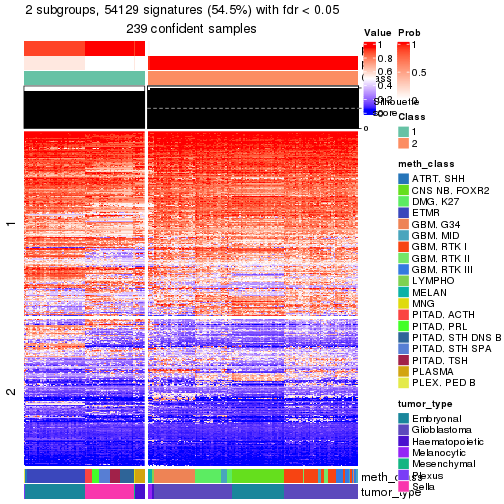 2 subgroups, 54129 signatures (54.5%) with fdr < 0.05
239 confident samples
Value
1
0.8
0.6
0.4
0.2
0
Prob
1
0.5
0
Class
1
2
Silhouette
score
0
1
2
meth_class
ATRT, SHH
CNS NB, FOXR2
DMG, K27
ETMR
GBM, G34
GBM, MID
GBM, RTK I
GBM, RTK II
GBM, RTK III
LYMPHO
MELAN
MNG
PITAD, ACTH
PITAD, PRL
PITAD, STH DNS B
PITAD, STH SPA
PITAD, TSH
PLASMA
PLEX, PED B
tumor_type
Embryonal
Glioblastoma
Haematopoietic
Melanocytic
Mesenchymal
Plexus
Sella
meth_class
tumor_type